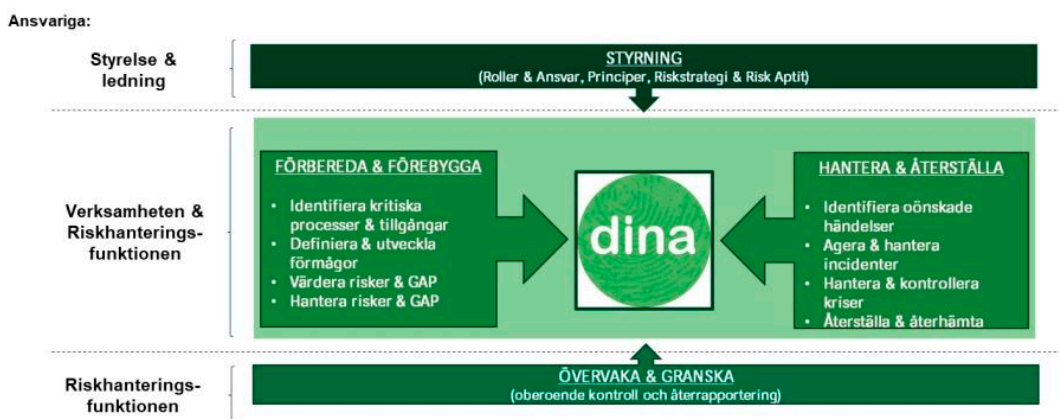 Ansvariga:
Styrelse &
ledning
STYRNING
(Roller & Ansvar, Principer, Riskstrategi & Risk Aptit)
Verksamheten &
Riskhanterings-
funktionen
FÖRBEREDA & FÖREBYGGA
• Identifiera kritiska
processer & tillgångar
• Definiera & utveckla
förmågor
• Värdera risker & GAP
• Hantera risker & GAP
dina
HANTERA & ÅTERSTÄLLA
• Identifiera oönskade
händelser
• Agera & hantera
incidenter
• Hantera & kontrollera
kriser
• Återställa & återhämta
Riskhanterings-
funktionen
ÖVERVAKA & GRANSKA
(oberoende kontroll och återrapportering)